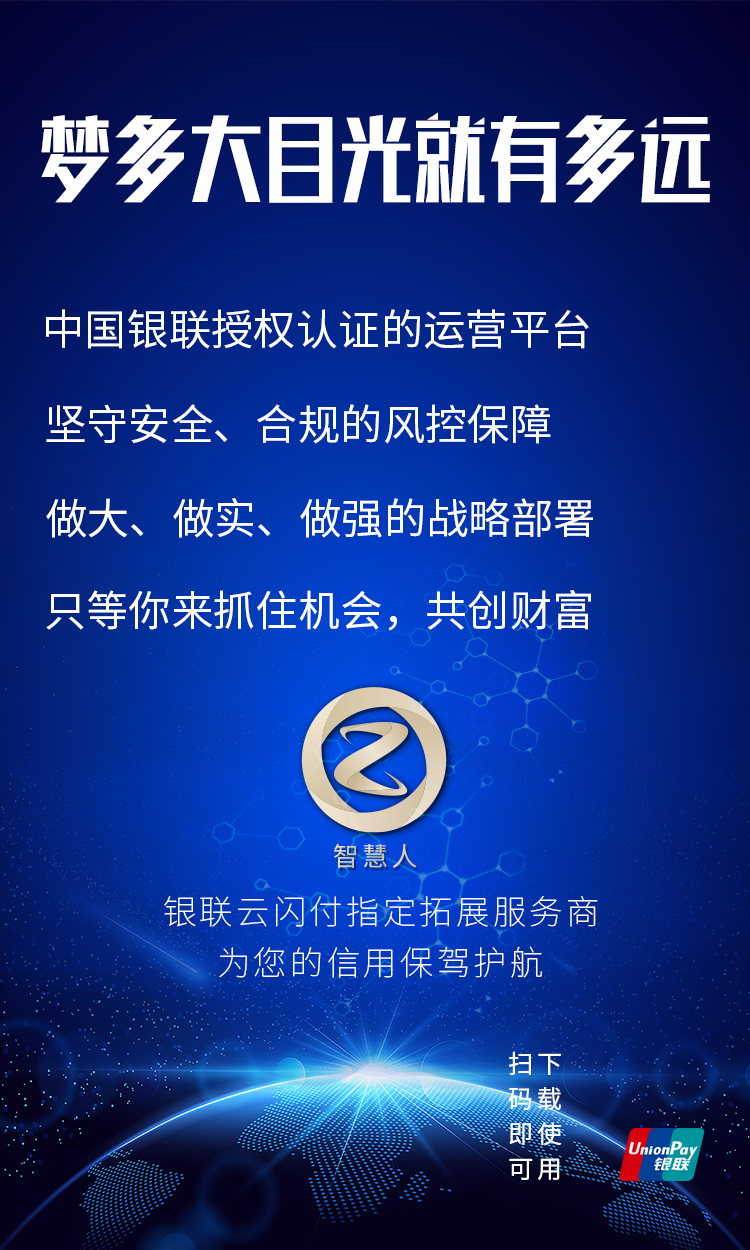 梦多大目光就有多远
中国银联授权认证的运营平台
坚守安全、合规的风控保障
做大、做实、做强的战略部署
只等你来抓住机会，共创财富
智慧人
银联云闪付指定拓展服务商
为您的信用保驾护航
扫下
码载
即使
可用
UnionPay
银联